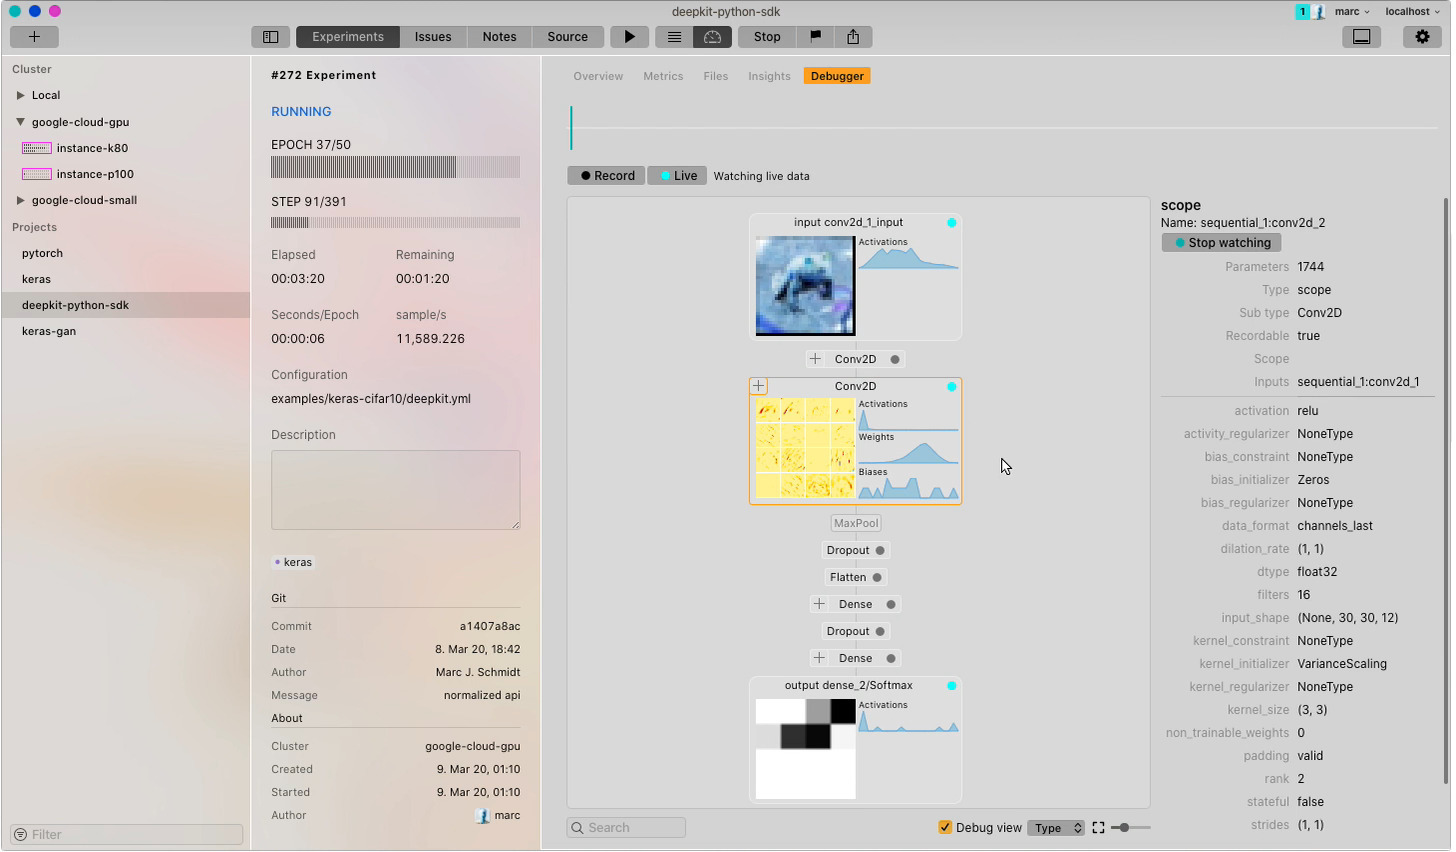 deepkit-python-sdk
1 marc localhost
Experiments Issues Notes Source Stop
Cluster
Local
google-cloud-gpu
instance-k80
instance-p100
google-cloud-small
Projects
pytorch
keras
deepkit-python-sdk
keras-gan
Filter
#272 Experiment
RUNNING
EPOCH 37/50
STEP 91/391
Elapsed Remaining
00:03:20 00:01:20
Seconds/Epoch sample/s
00:00:06 11,589.226
Configuration
examples/keras-cifar10/deepkit.yml
Description
keras
Git
Commit a1407a8ac
Date 8. Mar 20, 18:42
Author Marc J. Schmidt
Message normalized api
About
Cluster google-cloud-gpu
Created 9. Mar 20, 01:10
Started 9. Mar 20, 01:10
Author marc
Overview Metrics Files Insights Debugger
Record Live Watching live data
input conv2d_1_input
Activations
Conv2D
Conv2D
Activations
Weights
Biases
MaxPool
Dropout
Flatten
Dense
Dropout
Dense
output dense_2/Softmax
Activations
Search Debug view Type
scope
Name: sequential_1:conv2d_2
Stop watching
Parameters 1744
Type scope
Sub type Conv2D
Recordable true
Scope
Inputs sequential_1:conv2d_1
activation relu
activity_regularizer NoneType
bias_constraint NoneType
bias_initializer Zeros
bias_regularizer NoneType
data_format channels_last
dilation_rate (1, 1)
dtype float32
filters 16
input_shape (None, 30, 30, 12)
kernel_constraint NoneType
kernel_initializer VarianceScaling
kernel_regularizer NoneType
kernel_size (3, 3)
non_trainable_weights 0
padding valid
rank 2
stateful false
strides (1, 1)